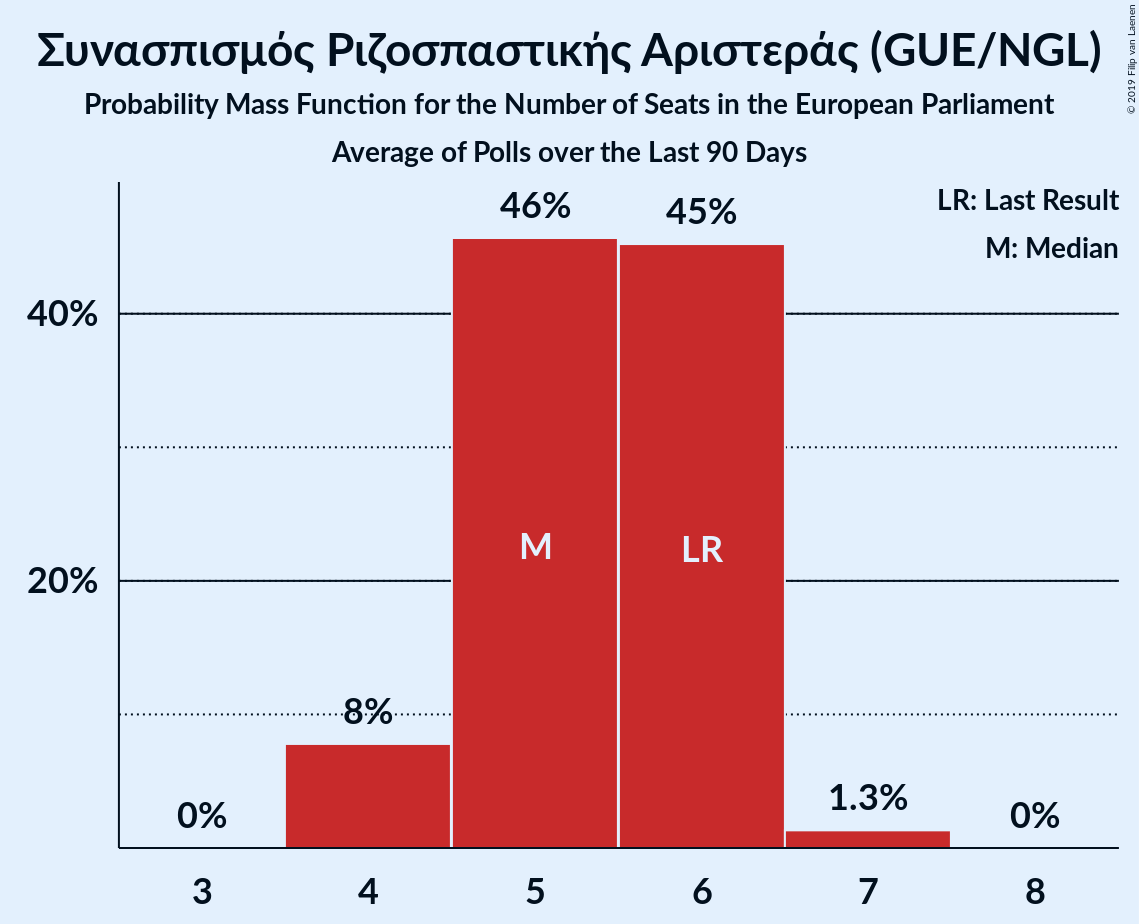 Συνασπισμός Ριζοσπαστικής Αριστεράς (GUE/NGL)
Probability Mass Function for the Number of Seats in the European Parliament
Average of Polls over the Last 90 Days
© 2019 Filip van Laenen
LR: Last Result
M: Median
46%
45%
40%
M
LR
20%
8%
1.3%
0%
0%
3 4 5 6 7 8